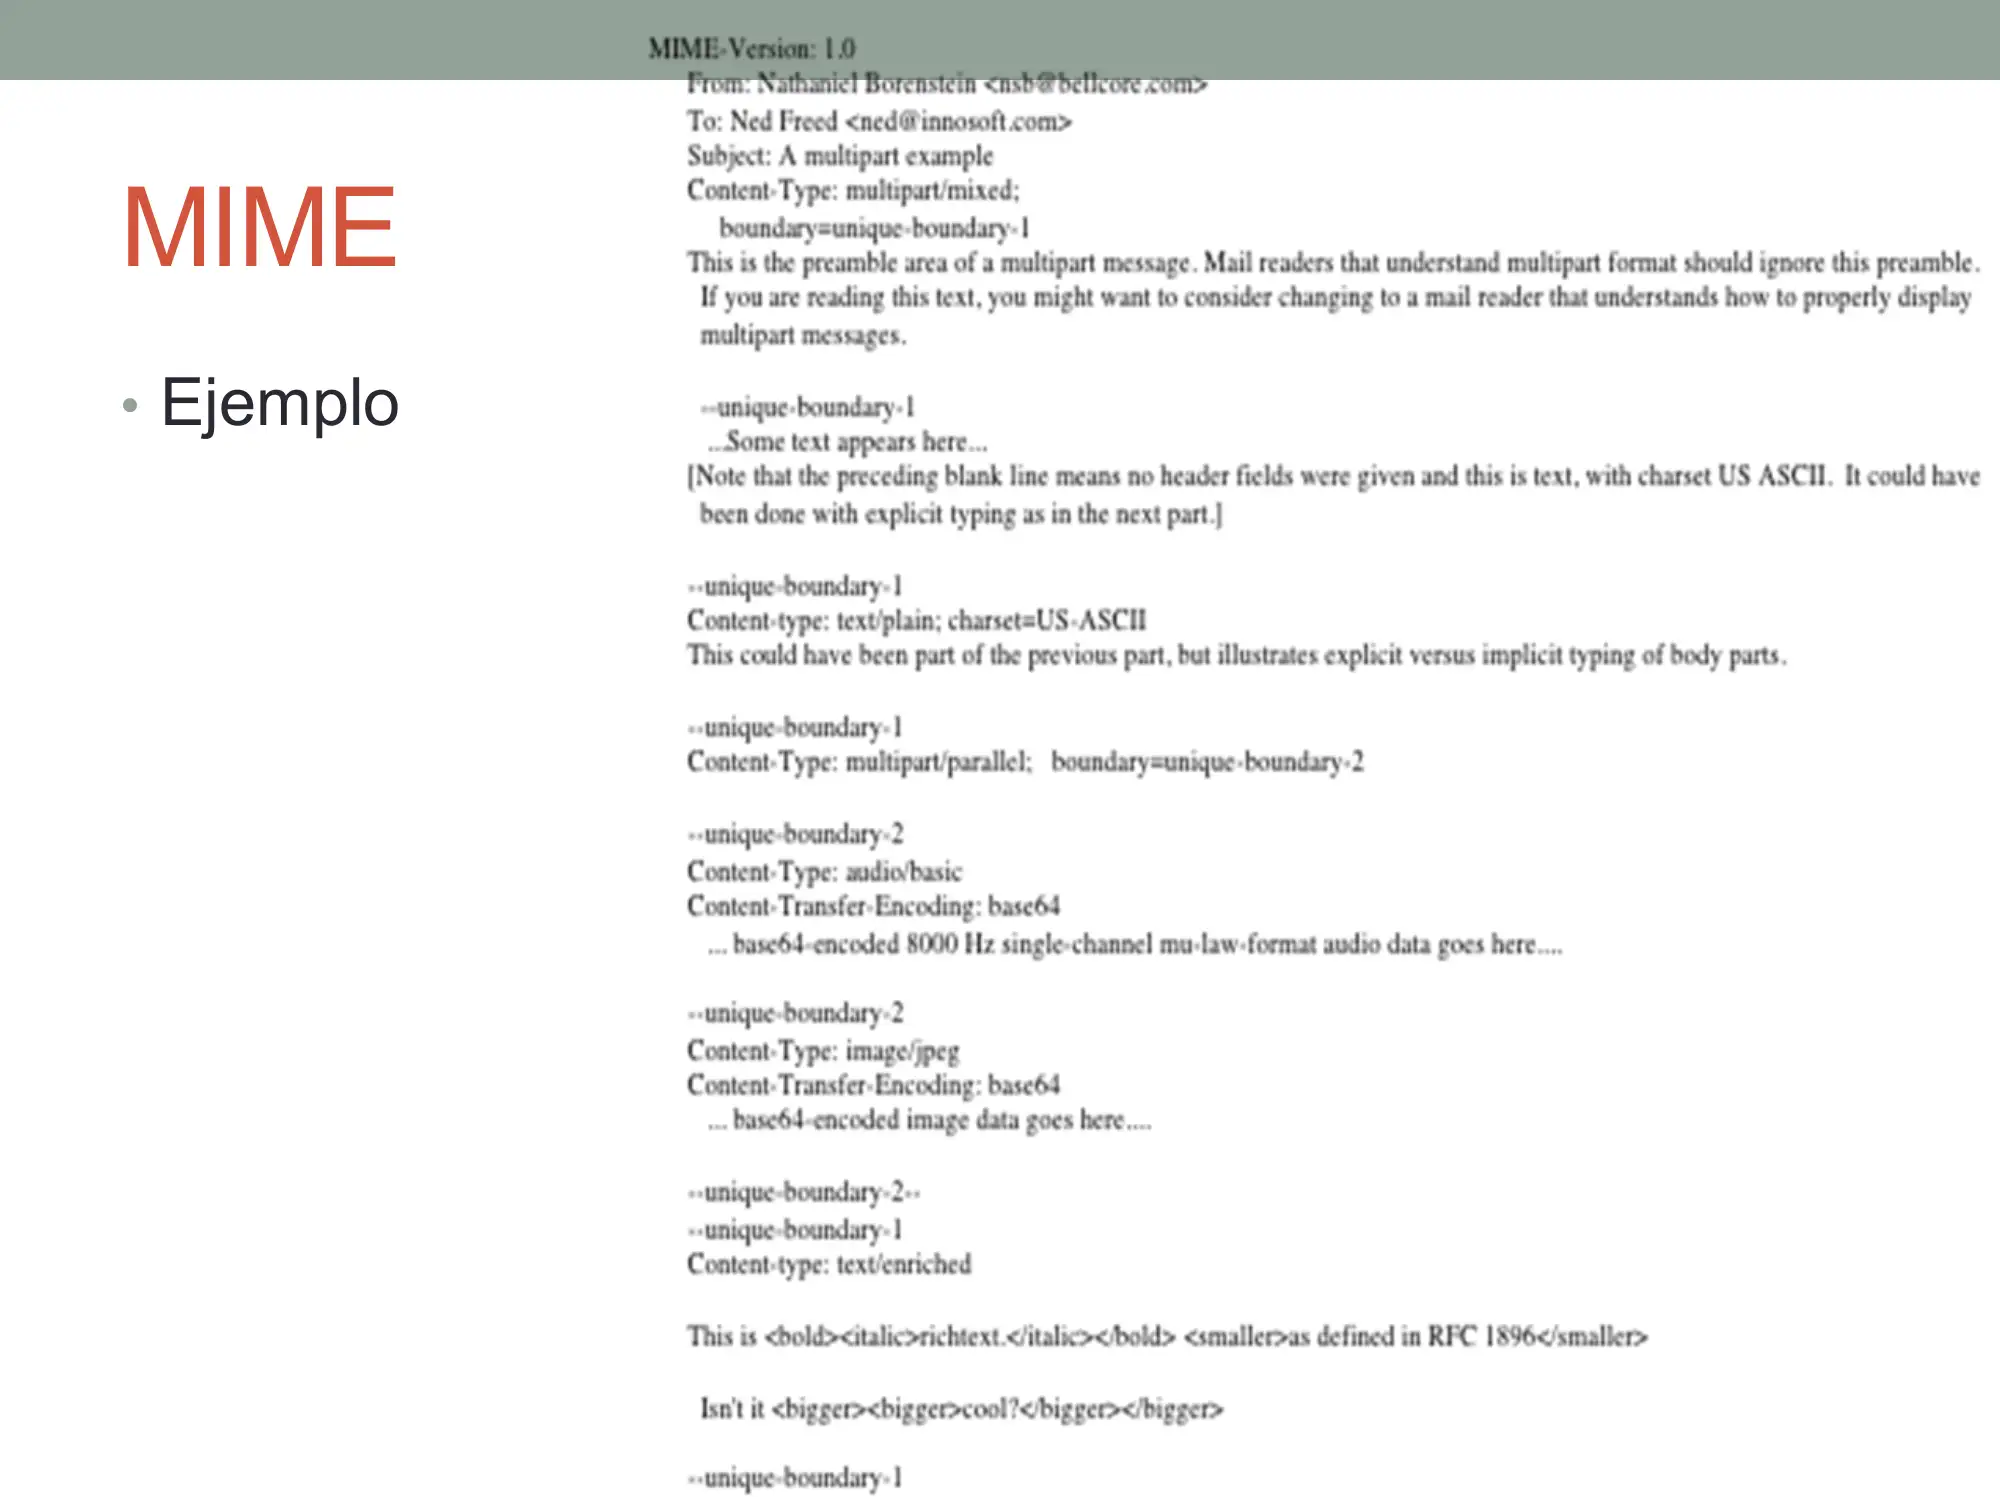 MIME
• Ejemplo
MIME-Version: 1.0
From: Nathaniel Borenstein <nsb@bellcore.com>
To: Ned Freed <ned@innosoft.com>
Subject: A multipart example
Content-Type: multipart/mixed;
boundary=unique-boundary-1
This is the preamble area of a multipart message. Mail readers that understand multipart format should ignore this preamble.
If you are reading this text, you might want to consider changing to a mail reader that understands how to properly display
multipart messages.
--unique-boundary-1
...Some text appears here...
[Note that the preceding blank line means no header fields were given and this is text, with charset US ASCII. It could have
been done with explicit typing as in the next part.]
--unique-boundary-1
Content-type: text/plain; charset=US-ASCII
This could have been part of the previous part, but illustrates explicit versus implicit typing of body parts.
--unique-boundary-1
Content-Type: multipart/parallel; boundary=unique-boundary-2
--unique-boundary-2
Content-Type: audio/basic
Content-Transfer-Encoding: base64
... base64-encoded 8000 Hz single-channel mu-law-format audio data goes here....
--unique-boundary-2
Content-Type: image/jpeg
Content-Transfer-Encoding: base64
... base64-encoded image data goes here....
--unique-boundary-2--
--unique-boundary-1
Content-type: text/enriched
This is <bold><italic>richtext.</italic></bold> <smaller>as defined in RFC 1896</smaller>
Isn't it <bigger><bigger>cool?</bigger></bigger>
--unique-boundary-1